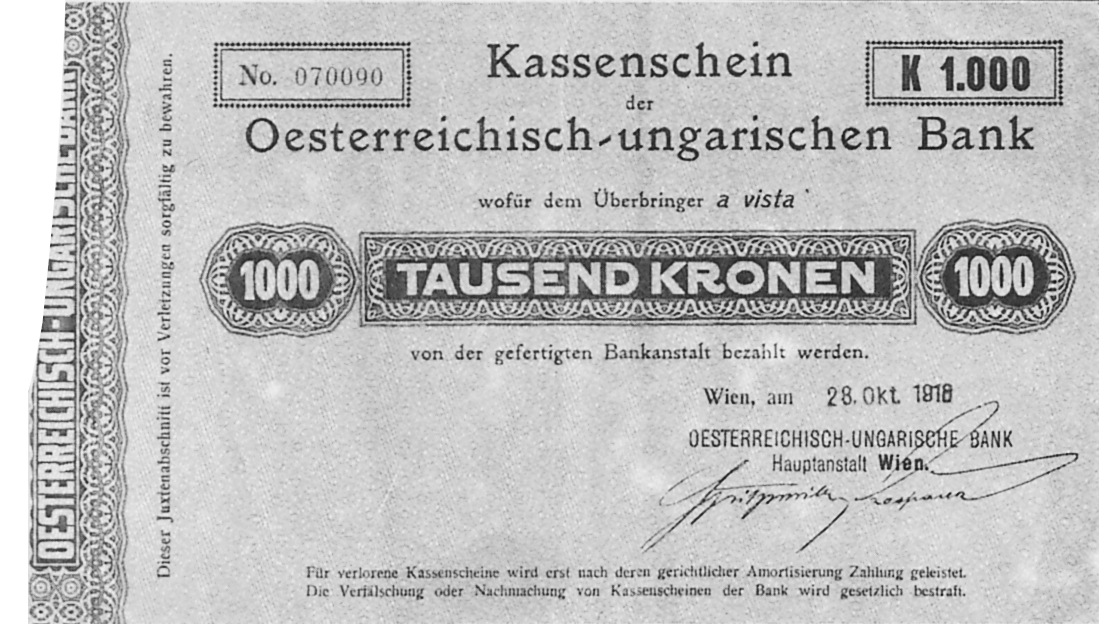 No. 070090
Kassenschein
K 1.000
der
Oesterreichisch-ungarischen Bank
wofür dem Überbringer a vista
1000
TAUSEND KRONEN
1000
von der gefertigten Bankanstalt bezahlt werden.
Wien, am 28. Okt. 1918
OESTERREICHISCH-UNGARISCHE BANK
Hauptanstalt Wien.
Für verlorene Kassenscheine wird erst nach deren gerichtlicher Amortisierung Zahlung geleistet.
Die Verfälschung oder Nachmachung von Kassenscheinen der Bank wird gesetzlich bestraft.
Dieser Juxtenabschnitt ist vor Verletzungen sorgfältig zu bewahren.
OESTERREICHISCH-UNGARISCHE BANK